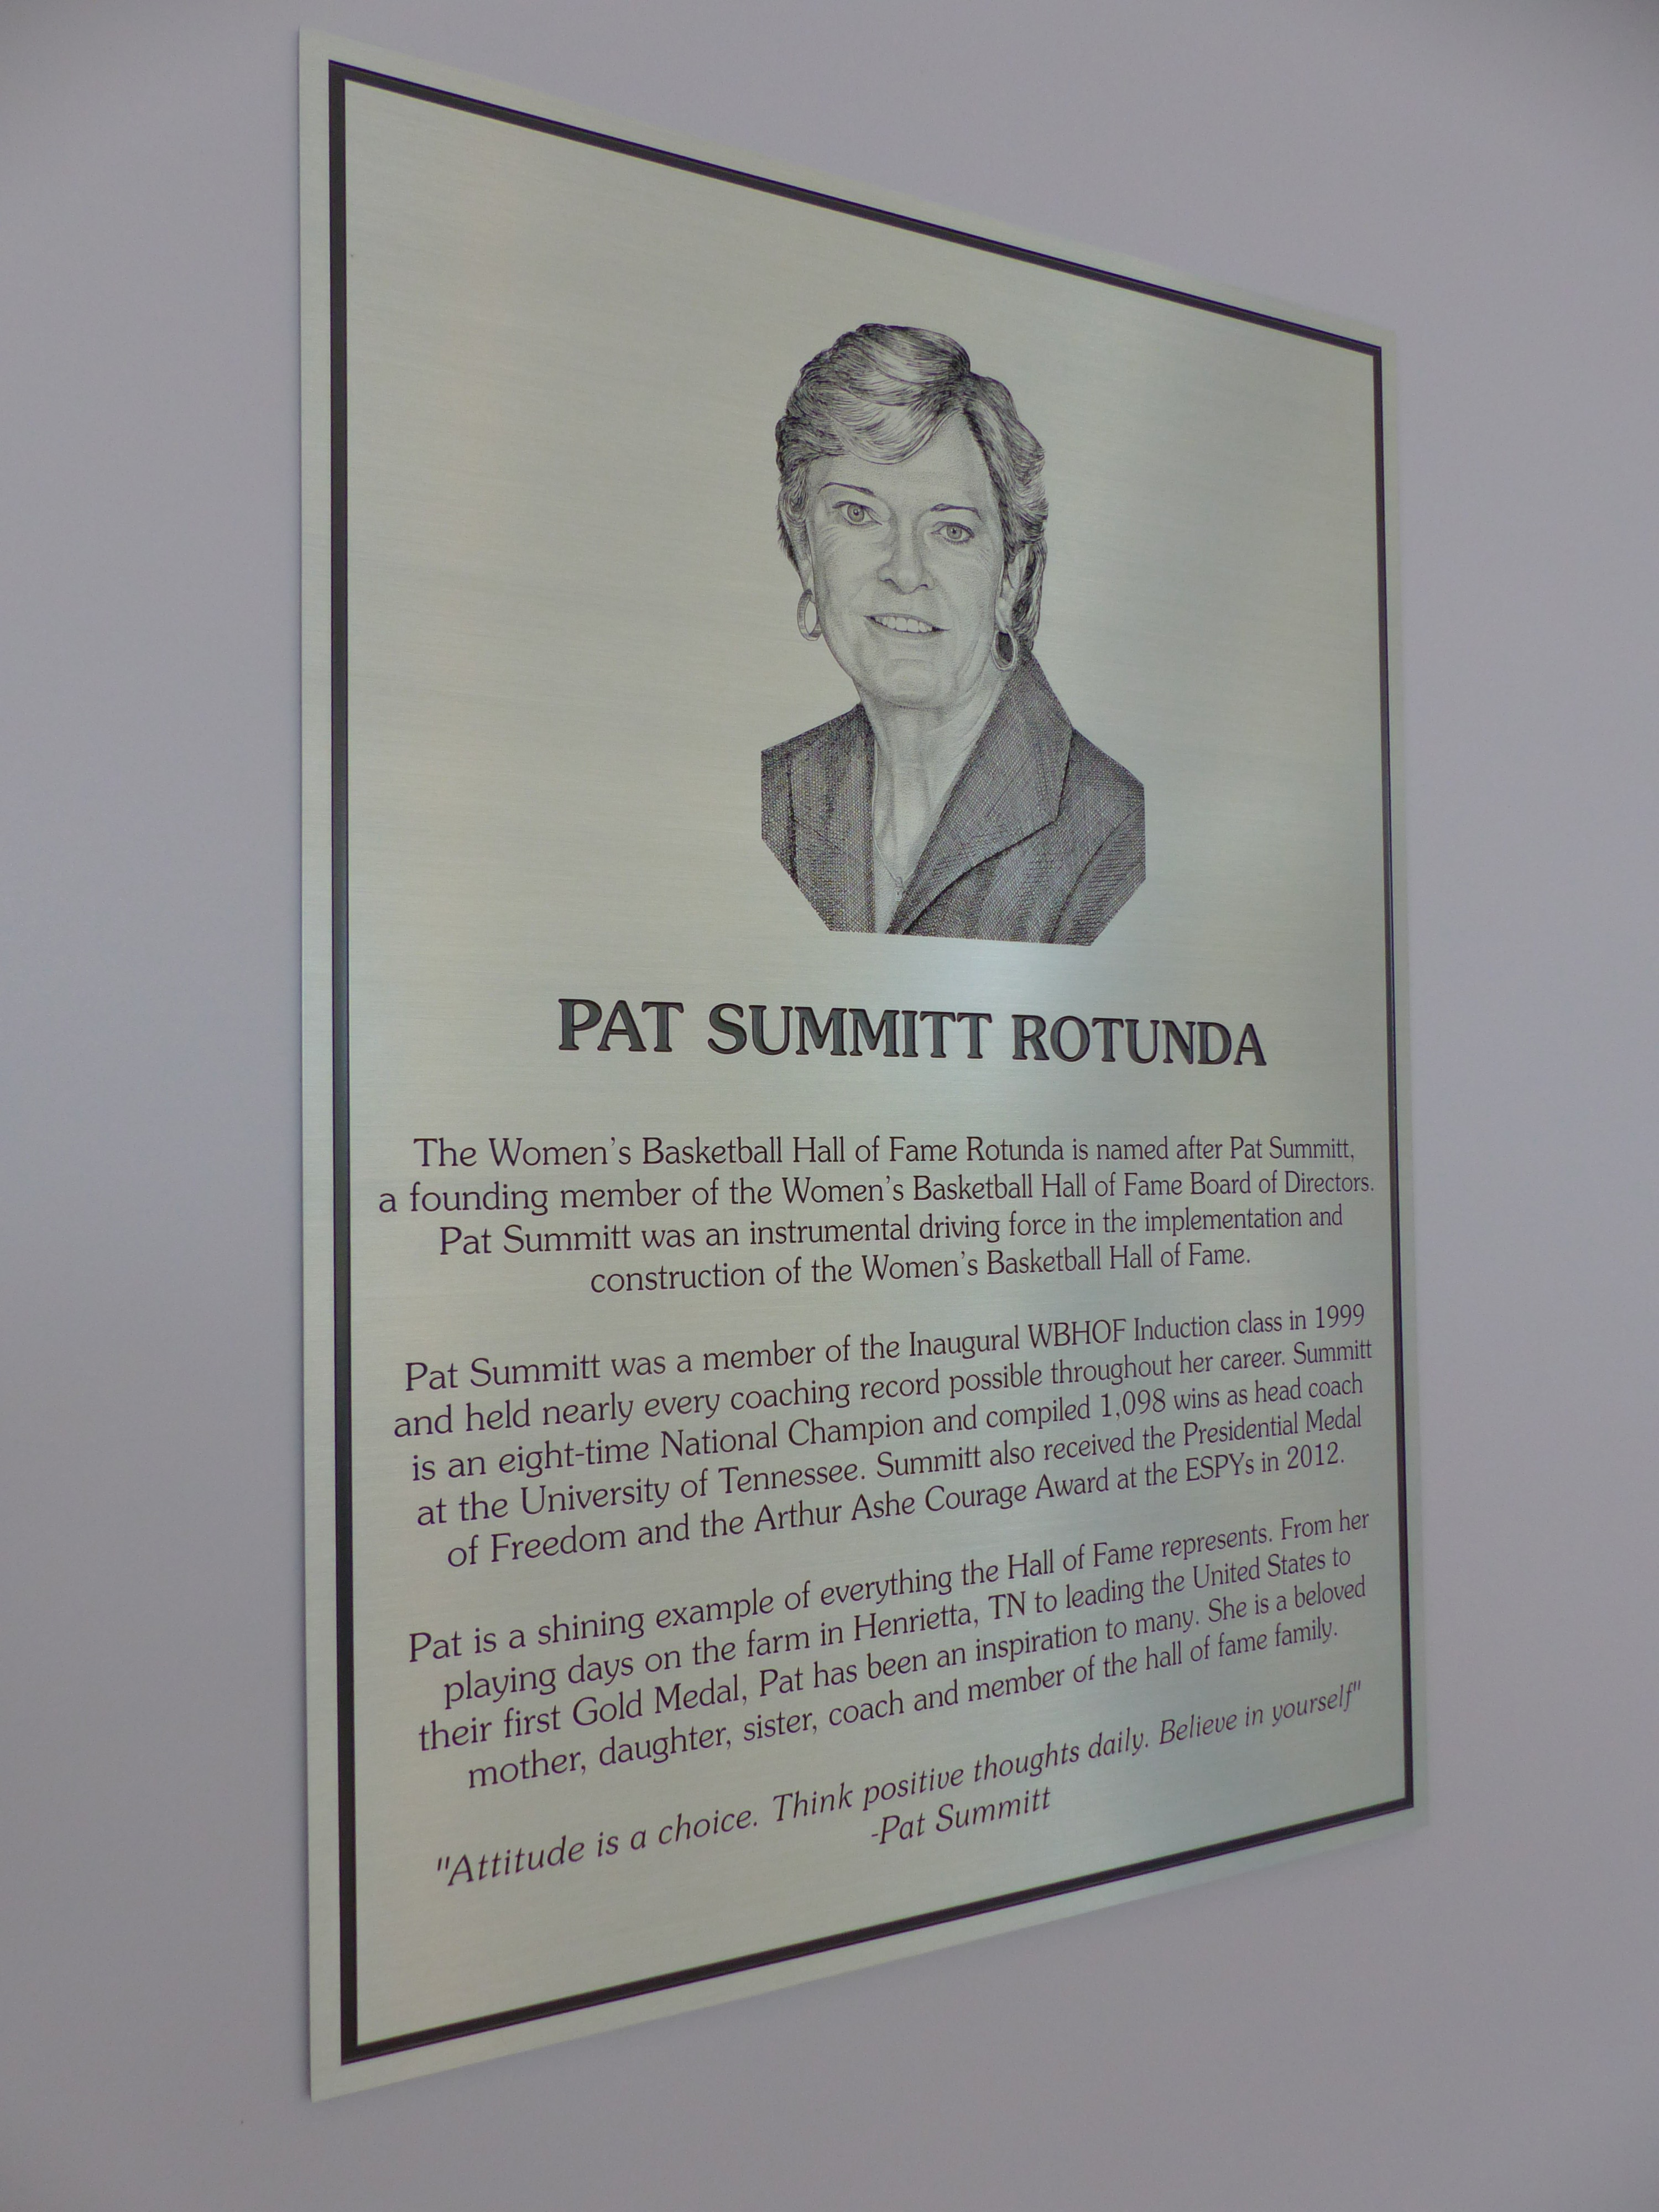 PAT SUMMITT ROTUNDA
The Women's Basketball Hall of Fame Rotunda is named after Pat Summitt,
a founding member of the Women's Basketball Hall of Fame Board of Directors.
Pat Summitt was an instrumental driving force in the implementation and
construction of the Women's Basketball Hall of Fame.
Pat Summitt was a member of the Inaugural WBHOF Induction class in 1999
and held nearly every coaching record possible throughout her career. Summitt
is an eight-time National Champion and compiled 1,098 wins as head coach
at the University of Tennessee. Summitt also received the Presidential Medal
of Freedom and the Arthur Ashe Courage Award at the ESPYs in 2012.
Pat is a shining example of everything the Hall of Fame represents. From her
playing days on the farm in Henrietta, TN to leading the United States to
their first Gold Medal, Pat has been an inspiration to many. She is a beloved
mother, daughter, sister, coach and member of the hall of fame family.
"Attitude is a choice. Think positive thoughts daily. Believe in yourself"
-Pat Summitt